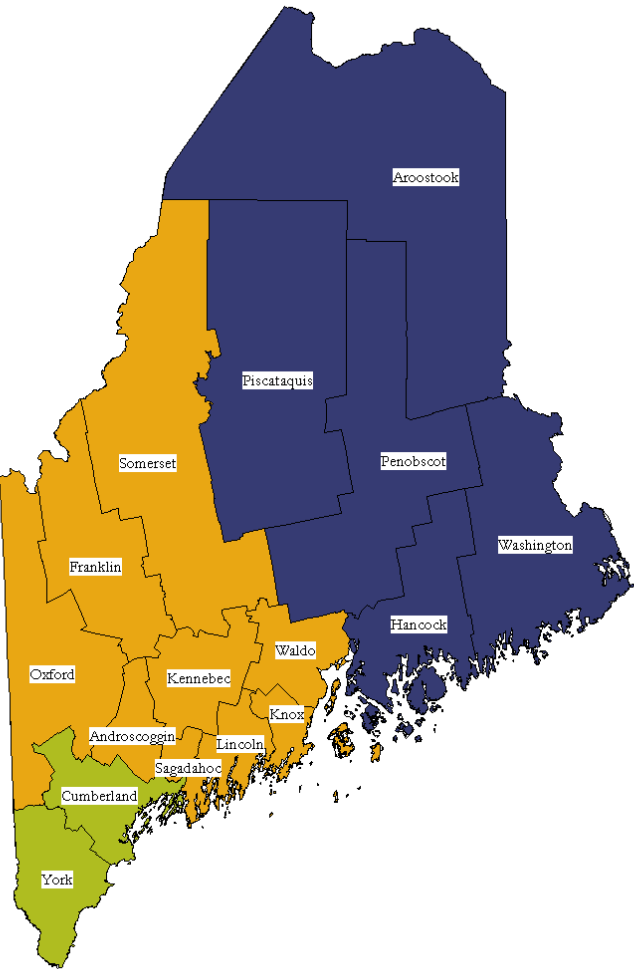 Aroostook
Piscataquis
Somerset
Penobscot
Washington
Franklin
Hancock
Waldo
Oxford
Kennebec
Knox
Androscoggin
Lincoln
Sagadahoc
Cumberland
York